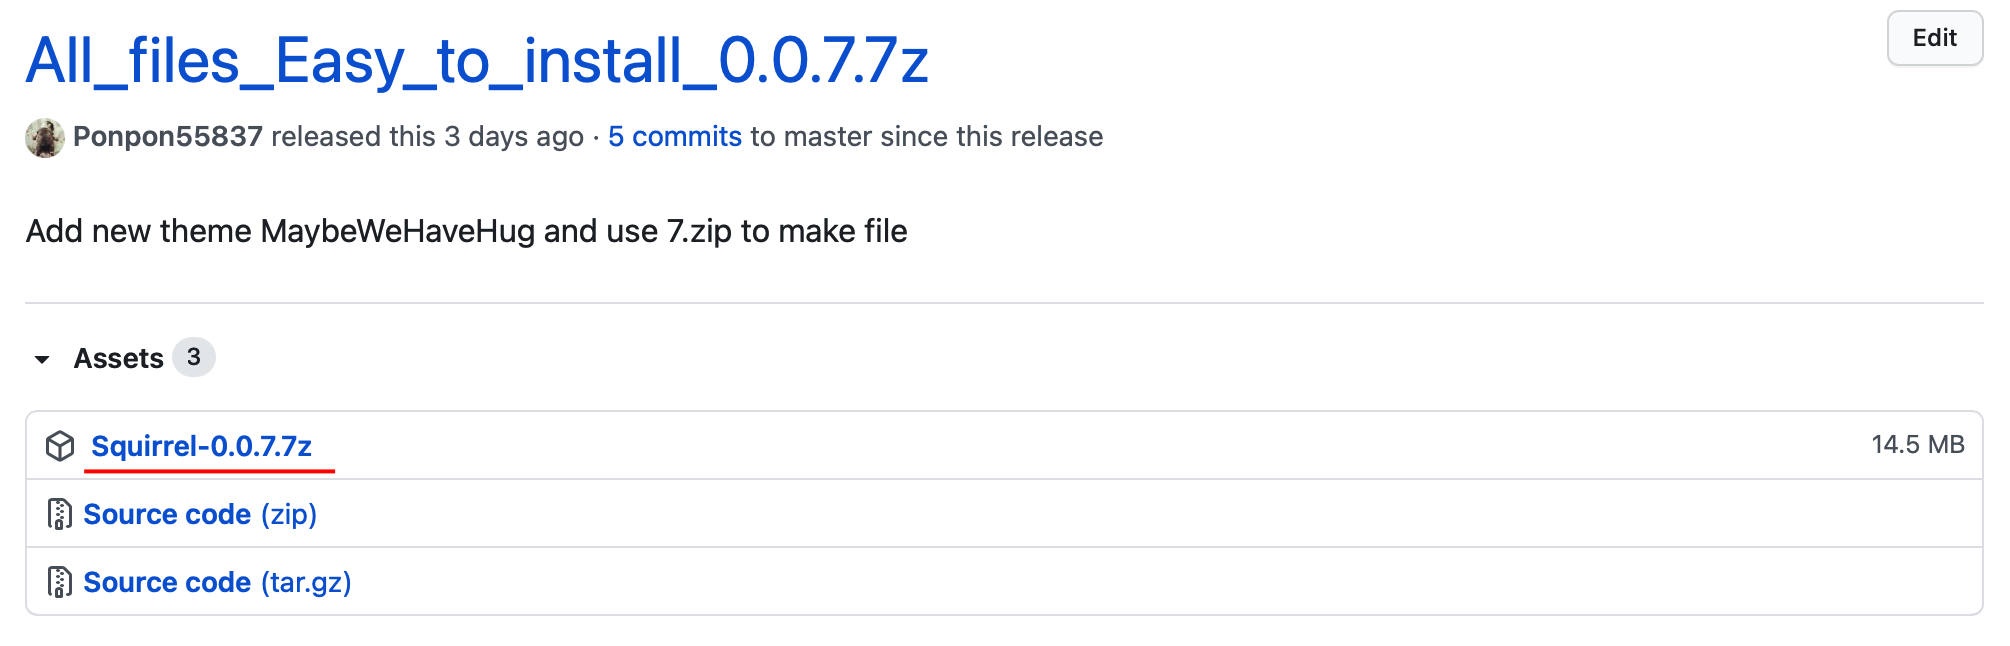 All_files_Easy_to_install_0.0.7.7z
Edit
Ponpon55837 released this 3 days ago · 5 commits to master since this release
Add new theme MaybeWeHaveHug and use 7.zip to make file
Assets 3
Squirrel-0.0.7.7z 14.5 MB
Source code (zip)
Source code (tar.gz)